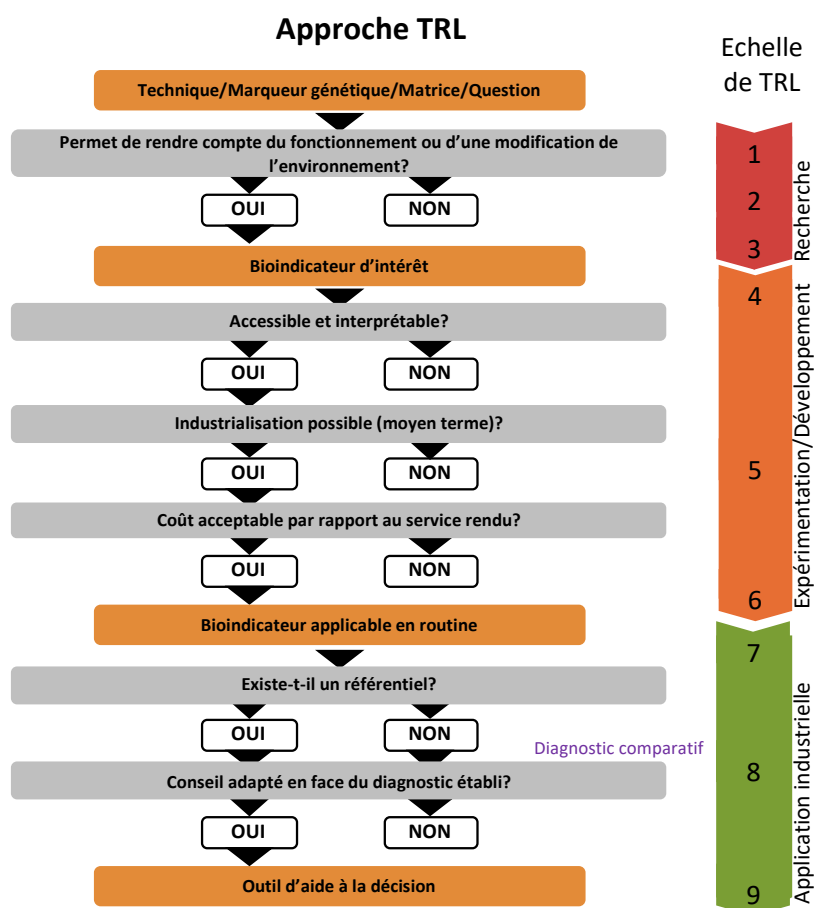 Approche TRL
Echelle
de TRL
Technique/Marqueur génétique/Matrice/Question
Permet de rendre compte du fonctionnement ou d'une modification de
l'environnement?
OUI
NON
Bioindicateur d'intérêt
Accessible et interprétable?
OUI
NON
Industrialisation possible (moyen terme)?
OUI
NON
Coût acceptable par rapport au service rendu?
OUI
NON
Bioindicateur applicable en routine
Existe-t-il un référentiel?
OUI
NON
Diagnostic comparatif
Conseil adapté en face du diagnostic établi?
OUI
NON
Outil d'aide à la décision
1
2
3
Recherche
4
5
6
Expérimentation/Développement
7
8
9
Application industrielle